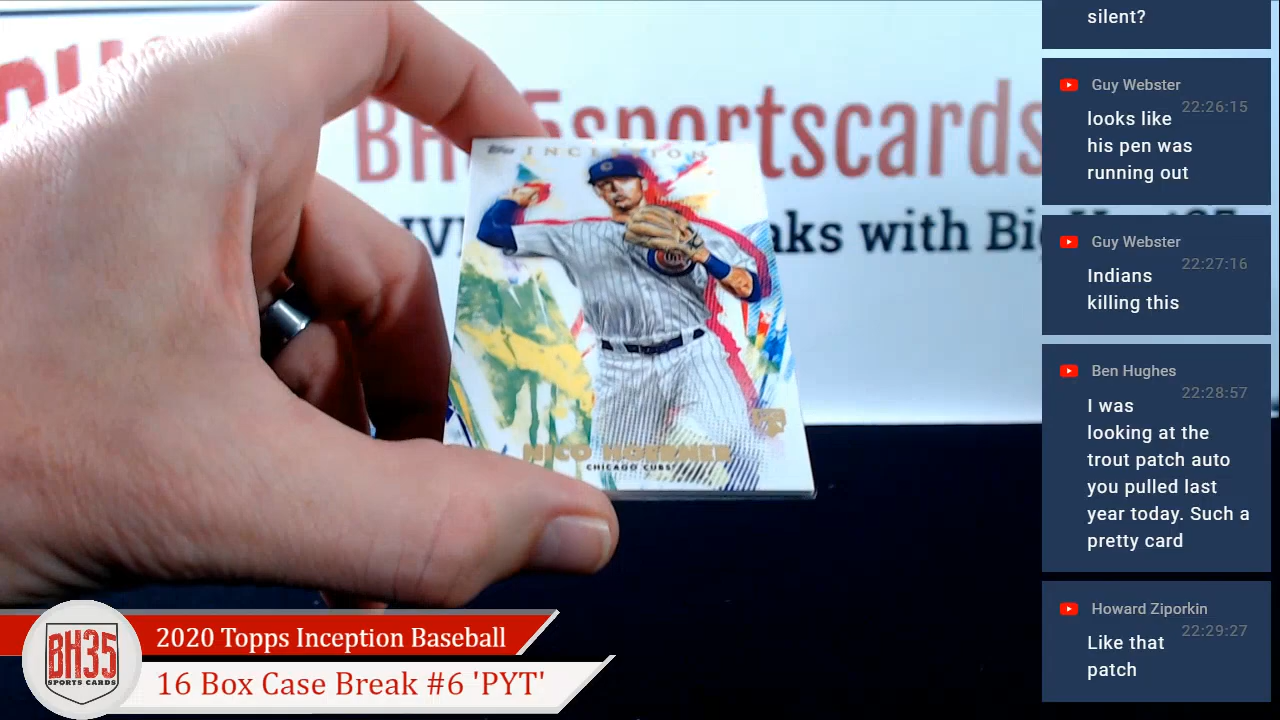 BH35sportscards
aks with Bi
topps INCEPTION
C
NICO HOERNER
CHICAGO CUBS
BH35
SPORTS CARDS
2020 Topps Inception Baseball
16 Box Case Break #6 'PYT'
silent?
Guy Webster
22:26:15
looks like
his pen was
running out
Guy Webster
22:27:16
Indians
killing this
Ben Hughes
22:28:57
I was
looking at the
trout patch auto
you pulled last
year today. Such a
pretty card
Howard Ziporkin
22:29:27
Like that
patch